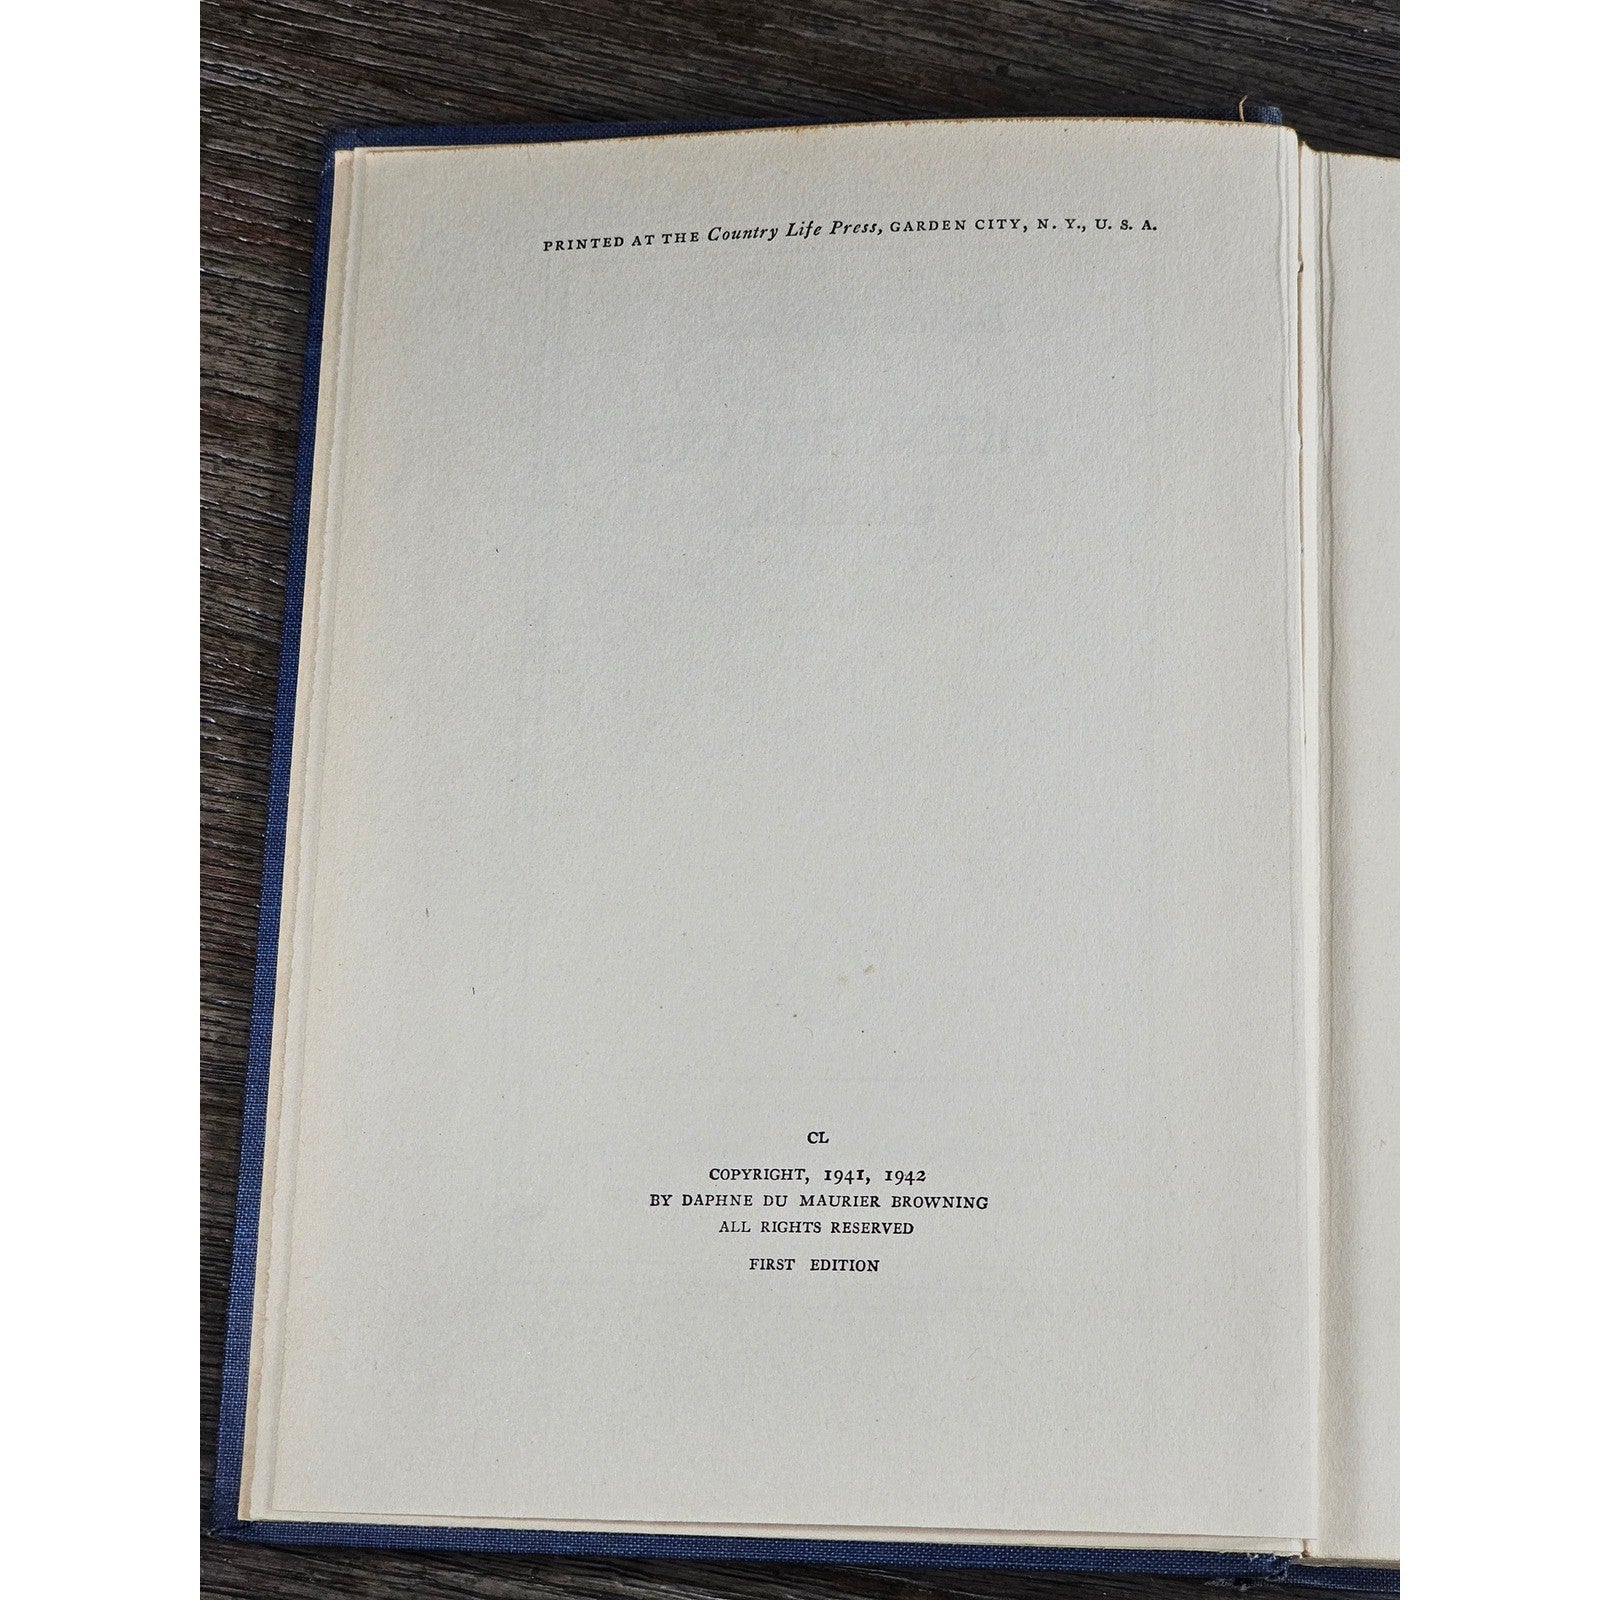 PRINTED AT THE Country Life Press, GARDEN CITY, N. Y., U. S. A.
CL
COPYRIGHT, 1941, 1942
BY DAPHNE DU MAURIER BROWNING
ALL RIGHTS RESERVED
FIRST EDITION